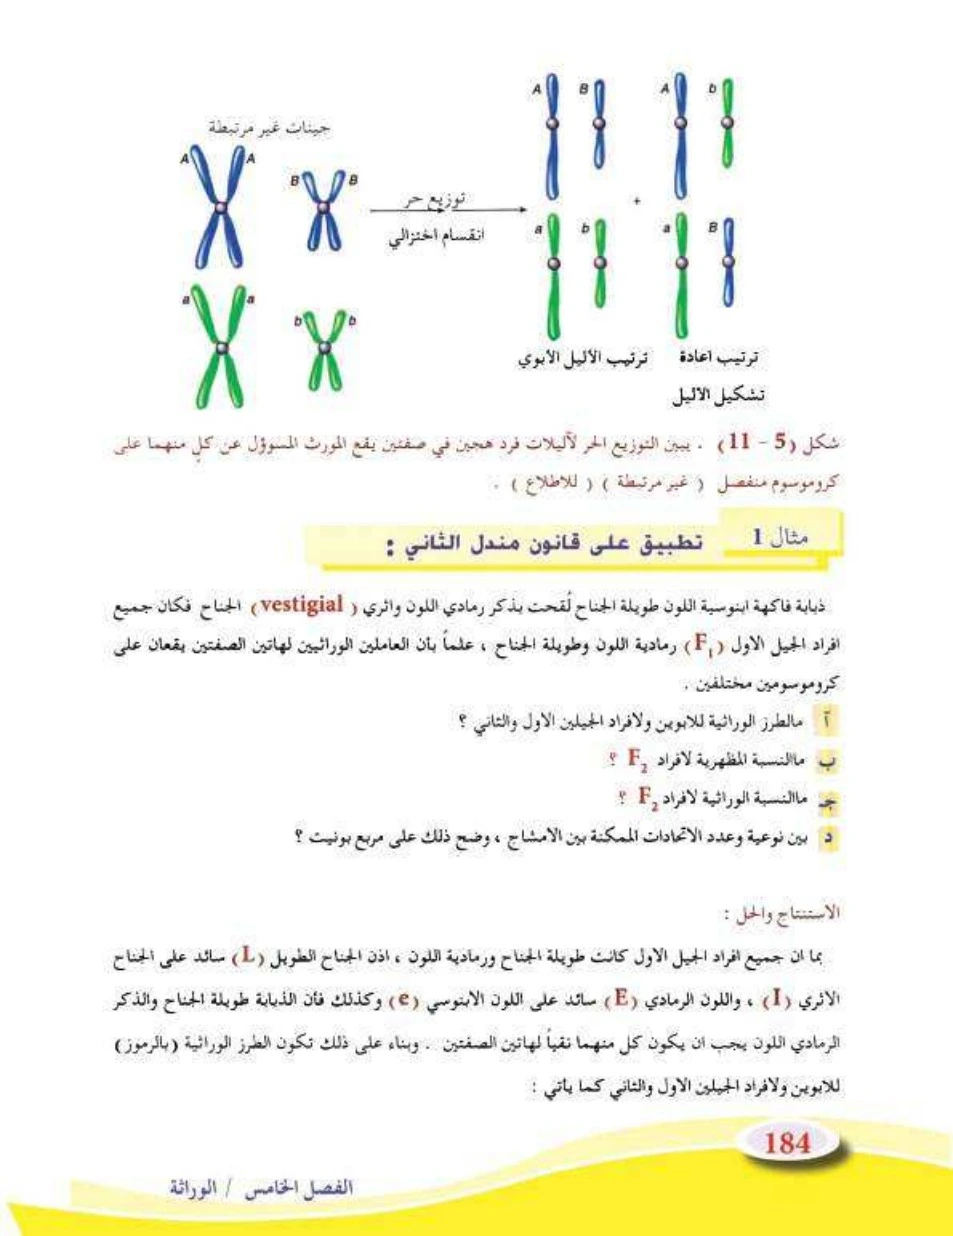 جينات غير مرتبطة
A A B B
a a b b
توزيع حر
انقسام اختزالي
A B A b
+
a b a B
ترتيب الآليل الأبوي
ترتيب اعادة
تشكيل الآليل
شكل (5 - 11) . يبين التوزيع الحر لآليلات فرد هجين في صفتين يقع المورث المسؤول عن كلٍ منهما على
كروموسوم منفصل ( غير مرتبطة ) ( للاطلاع ) .
مثال 1 تطبيق على قانون مندل الثاني :
ذبابة فاكهة ابنوسية اللون طويلة الجناح لُقحت بذكر رمادي اللون واثري ( vestigial ) الجناح فكان جميع
افراد الجيل الاول (F1) رمادية اللون وطويلة الجناح ، علماً بأن العاملين الوراثيين لهاتين الصفتين يقعان على
كروموسومين مختلفين .
آ مالطرز الوراثية للابوين ولافراد الجيلين الاول والثاني ؟
ب ماالنسبة المظهرية لافراد F2 ؟
جـ ماالنسبة الوراثية لافراد F2 ؟
د بين نوعية وعدد الاتحادات الممكنة بين الامشاج ، وضح ذلك على مربع بونيت ؟
الاستنتاج والحل :
بما ان جميع افراد الجيل الاول كانت طويلة الجناح ورمادية اللون ، اذن الجناح الطويل (L) سائد على الجناح
الاثري (I) ، واللون الرمادي (E) سائد على اللون الابنوسي (e) وكذلك فأن الذبابة طويلة الجناح والذكر
الرمادي اللون يجب ان يكون كل منهما نقياً لهاتين الصفتين . وبناء على ذلك تكون الطرز الوراثية (بالرموز)
للابوين ولافراد الجيلين الاول والثاني كما يأتي :
184
الفصل الخامس / الوراثة